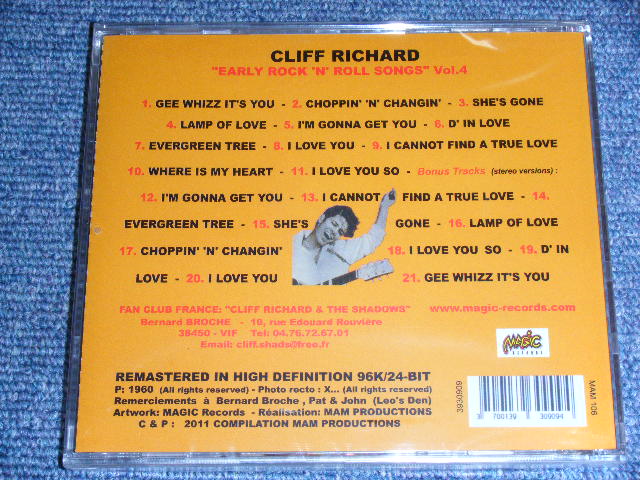 CLIFF RICHARD
"EARLY ROCK 'N' ROLL SONGS" Vol.4
1. GEE WHIZZ IT'S YOU - 2. CHOPPIN' 'N' CHANGIN' - 3. SHE'S GONE
4. LAMP OF LOVE - 5. I'M GONNA GET YOU - 6. D' IN LOVE
7. EVERGREEN TREE - 8. I LOVE YOU - 9. I CANNOT FIND A TRUE LOVE
10. WHERE IS MY HEART - 11. I LOVE YOU SO - Bonus Tracks (stereo versions) :
12. I'M GONNA GET YOU - 13. I CANNOT FIND A TRUE LOVE - 14.
EVERGREEN TREE - 15. SHE'S GONE - 16. LAMP OF LOVE
17. CHOPPIN' 'N' CHANGIN' 18. I LOVE YOU SO - 19. D' IN
LOVE - 20. I LOVE YOU 21. GEE WHIZZ IT'S YOU
FAN CLUB FRANCE: "CLIFF RICHARD & THE SHADOWS" www.magic-records.com
Bernard BROCHE - 19, rue Edouard Rouvière
38450 - VIF Tel: 04.76.72.67.01
Email: cliff.shads@free.fr
MAGIC
RECORDS
REMASTERED IN HIGH DEFINITION 96K/24-BIT
P: 1960 (All rights reserved) - Photo recto : X... (All rights reserved)
Remerciements à Bernard Broche , Pat & John (Leo's Den)
Artwork: MAGIC Records - Réalisation: MAM PRODUCTIONS
C & P : 2011 COMPILATION MAM PRODUCTIONS
3930909
3 700139 309094
MAM 106